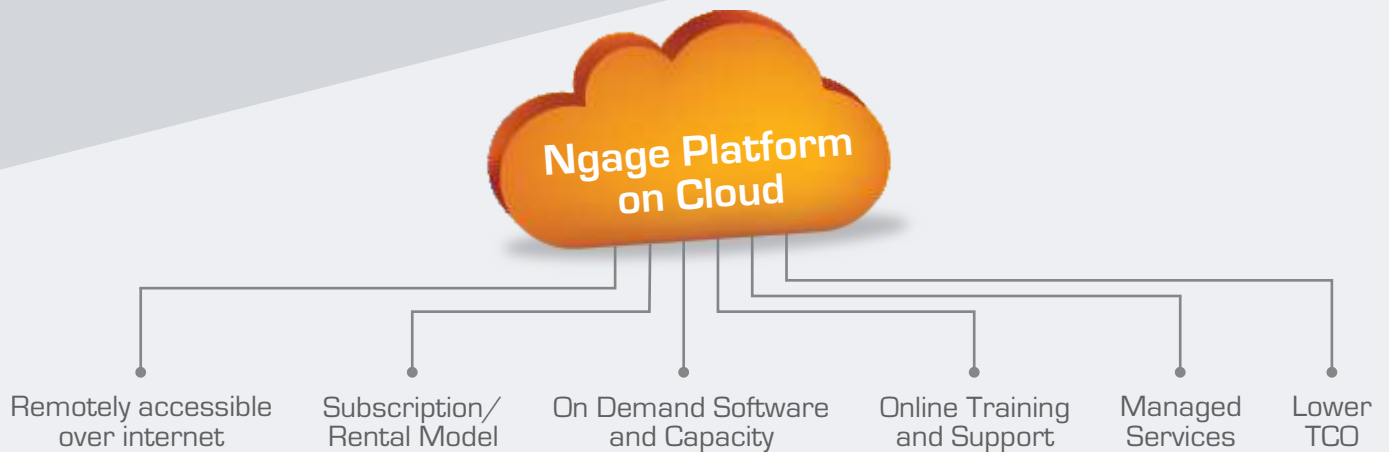 Ngage Platform
on Cloud
Remotely accessible
over internet
Subscription/
Rental Model
On Demand Software
and Capacity
Online Training
and Support
Managed
Services
Lower
TCO